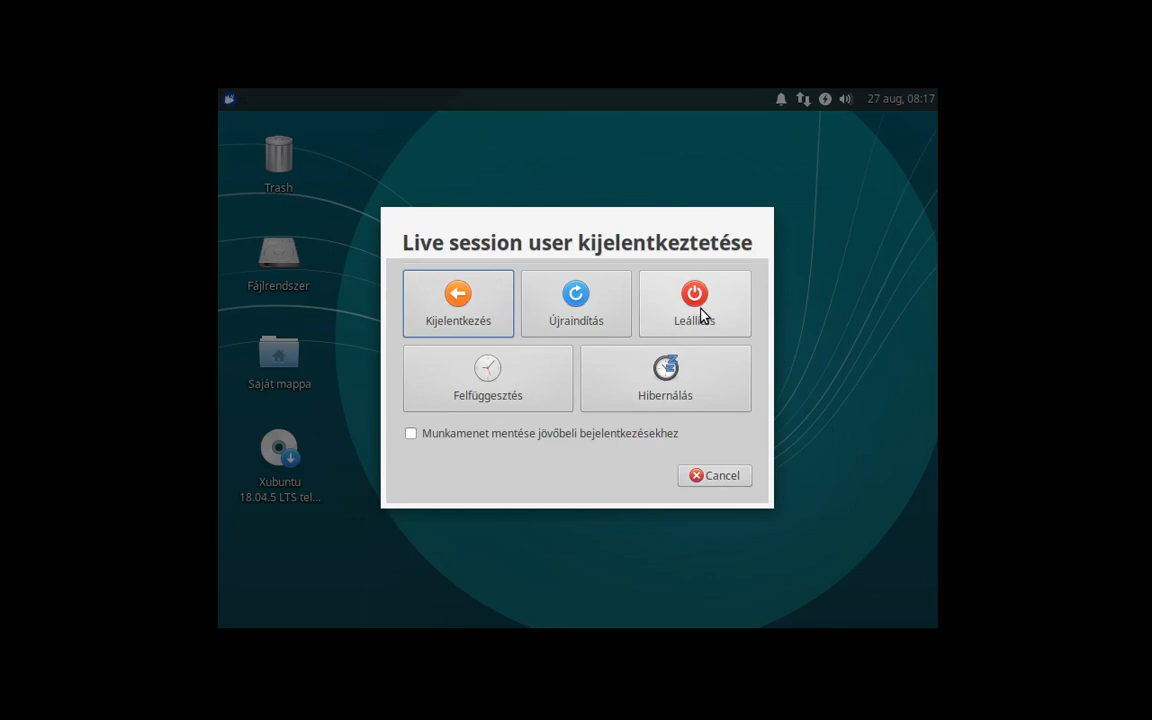 27 aug, 08:17
Trash
Fájlrendszer
Saját mappa
Xubuntu
18.04.5 LTS tel...
Live session user kijelentkeztetése
Kijelentkezés
Újraindítás
Felfüggesztés
Hibernálás
Munkamenet mentése jövőbeli bejelentkezésekhez
Cancel